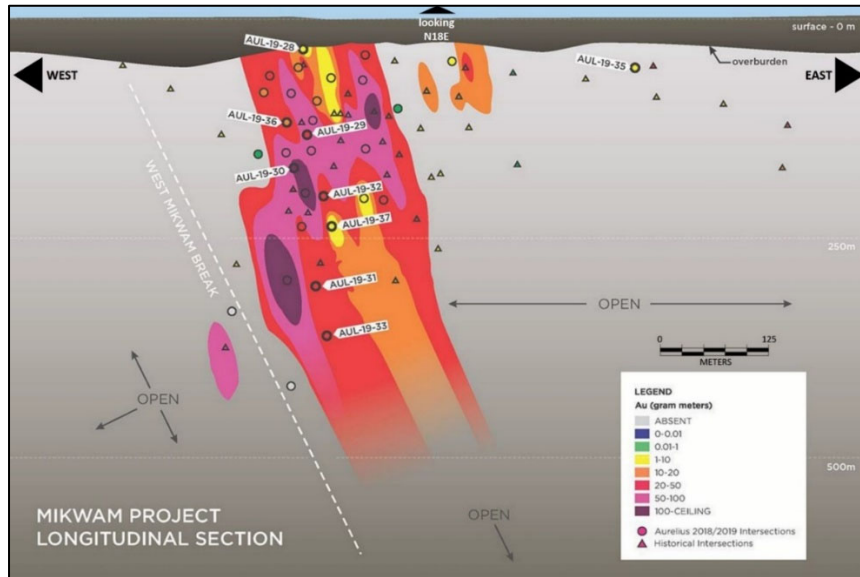 looking
N18E
surface - 0 m
AUL-19-28
overburden
AUL-19-35
WEST
EAST
AUL-19-36
AUL-19-29
AUL-19-30
AUL-19-32
WEST MIKWAM BREAK
AUL-19-37
250m
AUL-19-31
OPEN
0 125
METERS
AUL-19-33
OPEN
LEGEND
Au (gram meters)
ABSENT
0-0.01
0.01-1
1-10
10-20
20-50
50-100
100-CEILING
Aurelius 2018/2019 Intersections
Historical Intersections
500m
MIKWAM PROJECT
LONGITUDINAL SECTION
OPEN